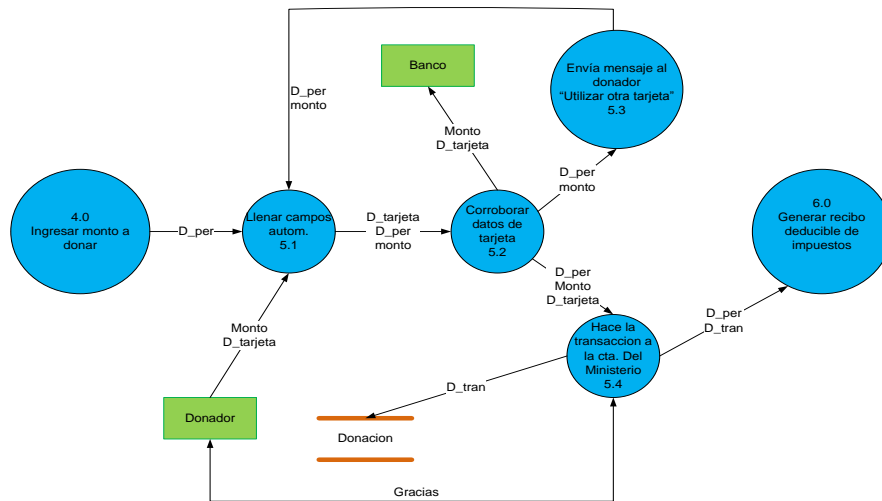 D_per
monto
Banco
Envía mensaje al
donador
“Utilizar otra tarjeta”
5.3
Monto
D_tarjeta
D_per
monto
4.0
Ingresar monto a
donar
D_per
Llenar campos
autom.
5.1
D_tarjeta
D_per
monto
Corroborar
datos de
tarjeta
5.2
6.0
Generar recibo
deducible de
impuestos
D_per
Monto
D_tarjeta
Monto
D_tarjeta
Hace la
transaccion a
la cta. Del
Ministerio
5.4
D_per
D_tran
D_tran
Donador
Donacion
Gracias